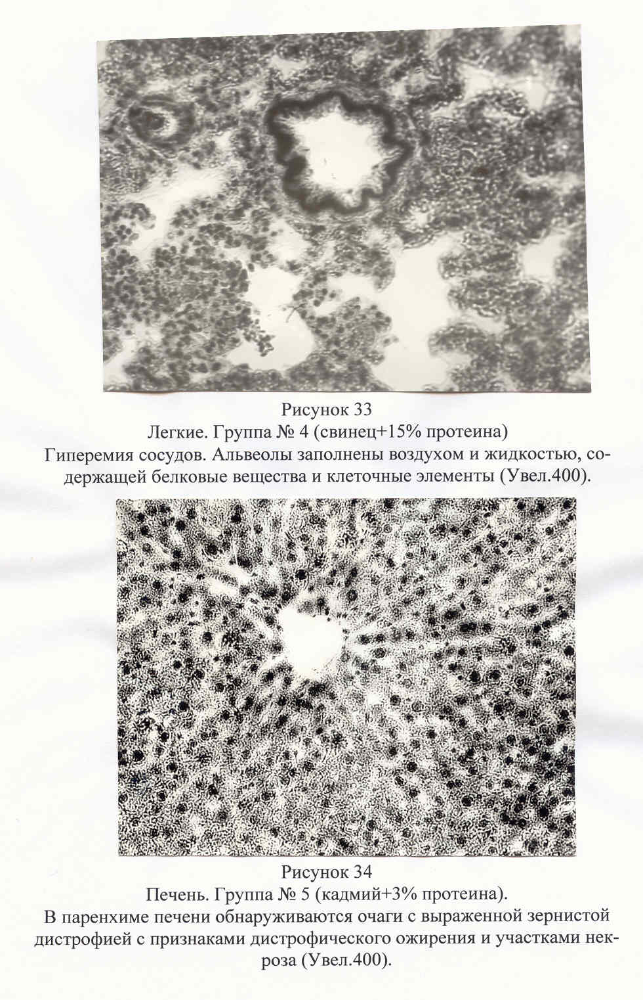 Рисунок 33
Легкие. Группа № 4 (свинец+15% протеина)
Гиперемия сосудов. Альвеолы заполнены воздухом и жидкостью, со-
держащей белковые вещества и клеточные элементы (Увел.400).
Рисунок 34
Печень. Группа № 5 (кадмий+3% протеина).
В паренхиме печени обнаруживаются очаги с выраженной зернистой
дистрофией с признаками дистрофического ожирения и участками нек-
роза (Увел.400).